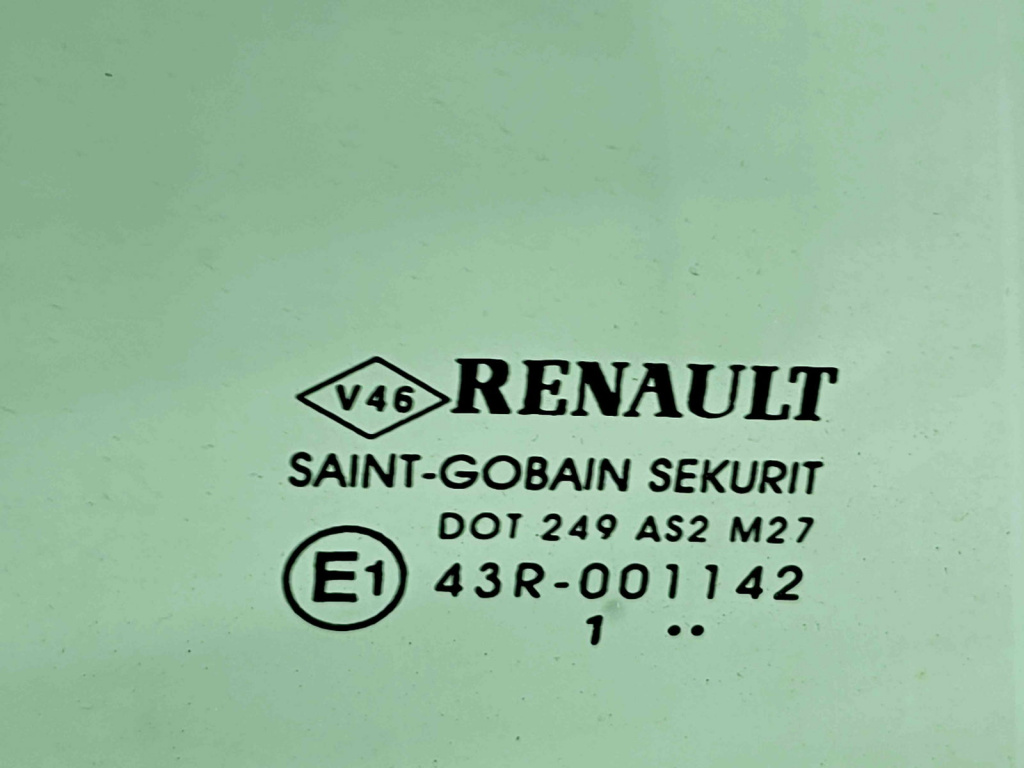 V46 RENAULT
SAINT-GOBAIN SEKURIT
DOT 249 AS2 M27
E1 43R-001142
1 ..